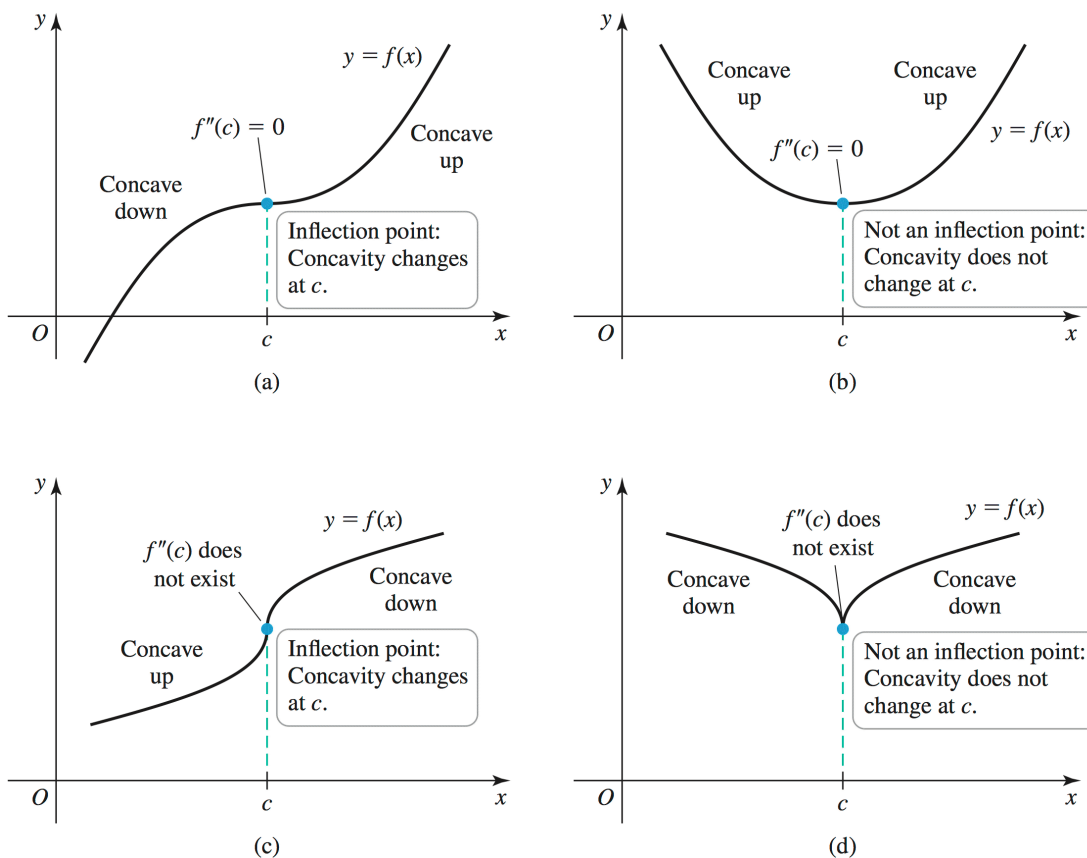 y
y = f(x)
f″(c) = 0
Concave
up
Concave
down
Inflection point:
Concavity changes
at c.
O
c
x
(a)
y
Concave
up
Concave
up
y = f(x)
f″(c) = 0
Not an inflection point:
Concavity does not
change at c.
O
c
x
(b)
y
y = f(x)
f″(c) does
not exist
Concave
down
Concave
up
Inflection point:
Concavity changes
at c.
O
c
x
(c)
y
f″(c) does
not exist
y = f(x)
Concave
down
Concave
down
Not an inflection point:
Concavity does not
change at c.
O
c
x
(d)